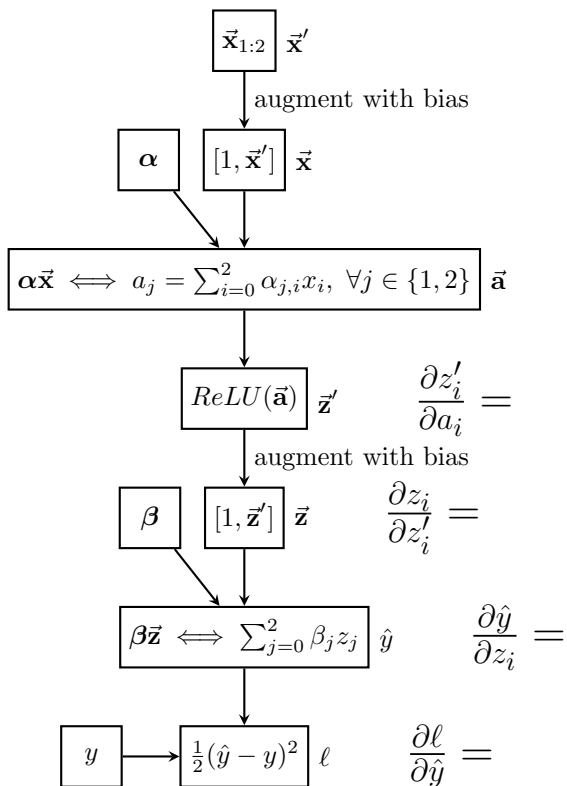 x⃗₁:₂ x⃗′
augment with bias
α [1, x⃗′] x⃗
αx⃗ ⟺ a_j = ∑_{i=0}^{2} α_{j,i}x_i, ∀j ∈ {1, 2} a⃗
ReLU(a⃗) z⃗′ ∂z′_i/∂a_i =
augment with bias
β [1, z⃗′] z⃗ ∂z_i/∂z′_i =
βz⃗ ⟺ ∑_{j=0}^{2} β_j z_j ŷ ∂ŷ/∂z_i =
y ½(ŷ − y)² ℓ ∂ℓ/∂ŷ =